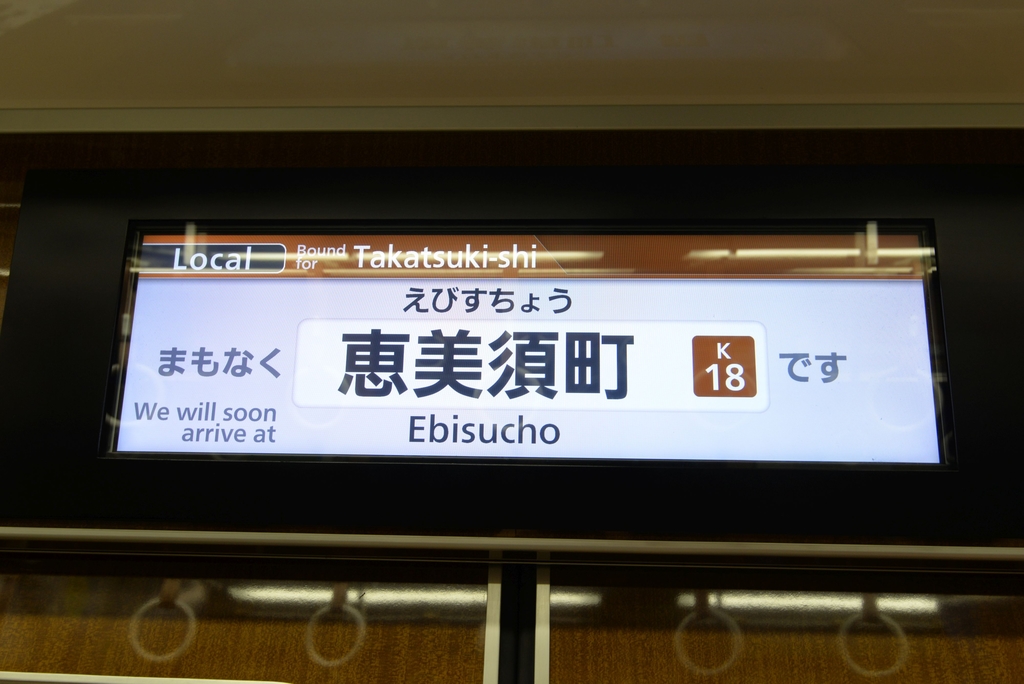 Local Bound for Takatsuki-shi
えびすちょう
まもなく 恵美須町 K 18 です
We will soon arrive at
Ebisucho